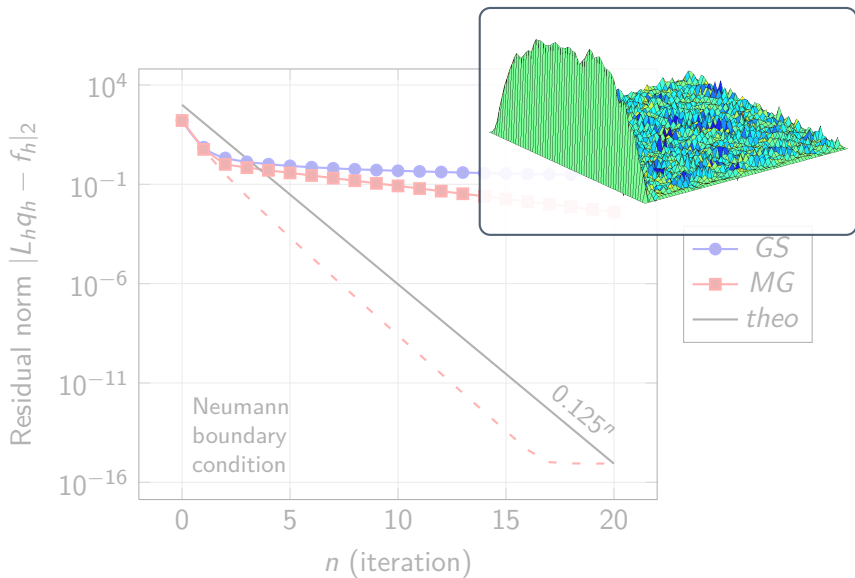 10^4
10^{-1}
10^{-6}
10^{-11}
10^{-16}
Residual norm |L_h q_h − f_h|_2
GS
MG
theo
0.125^n
Neumann
boundary
condition
0
5
10
15
20
n (iteration)